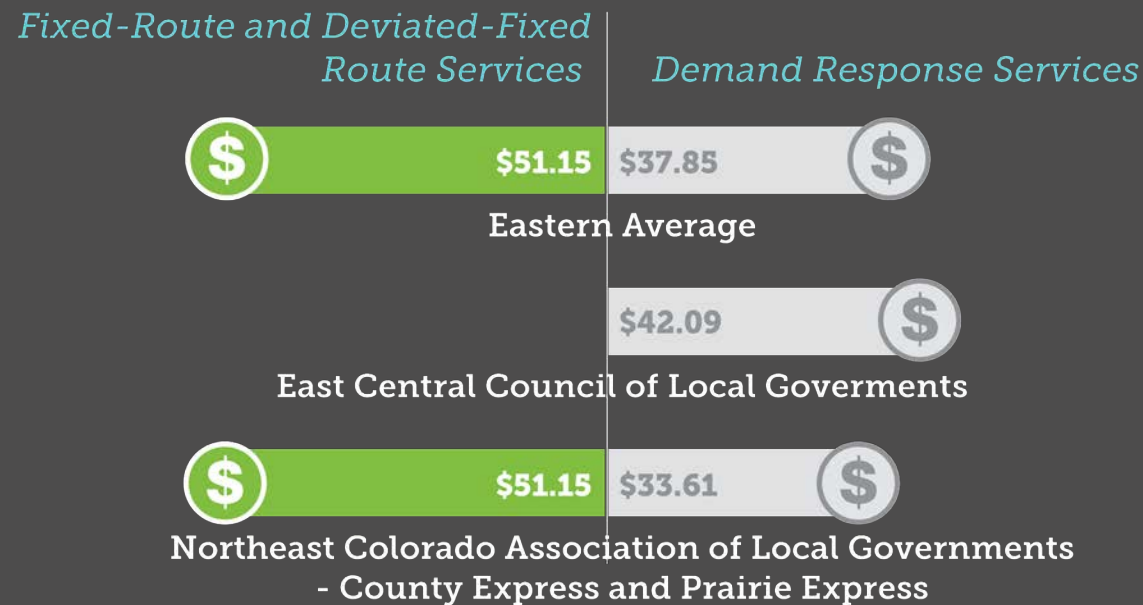 Fixed-Route and Deviated-Fixed
Route Services
Demand Response Services
$ $51.15 $37.85 $
Eastern Average
$42.09 $
East Central Council of Local Goverments
$ $51.15 $33.61 $
Northeast Colorado Association of Local Governments
- County Express and Prairie Express